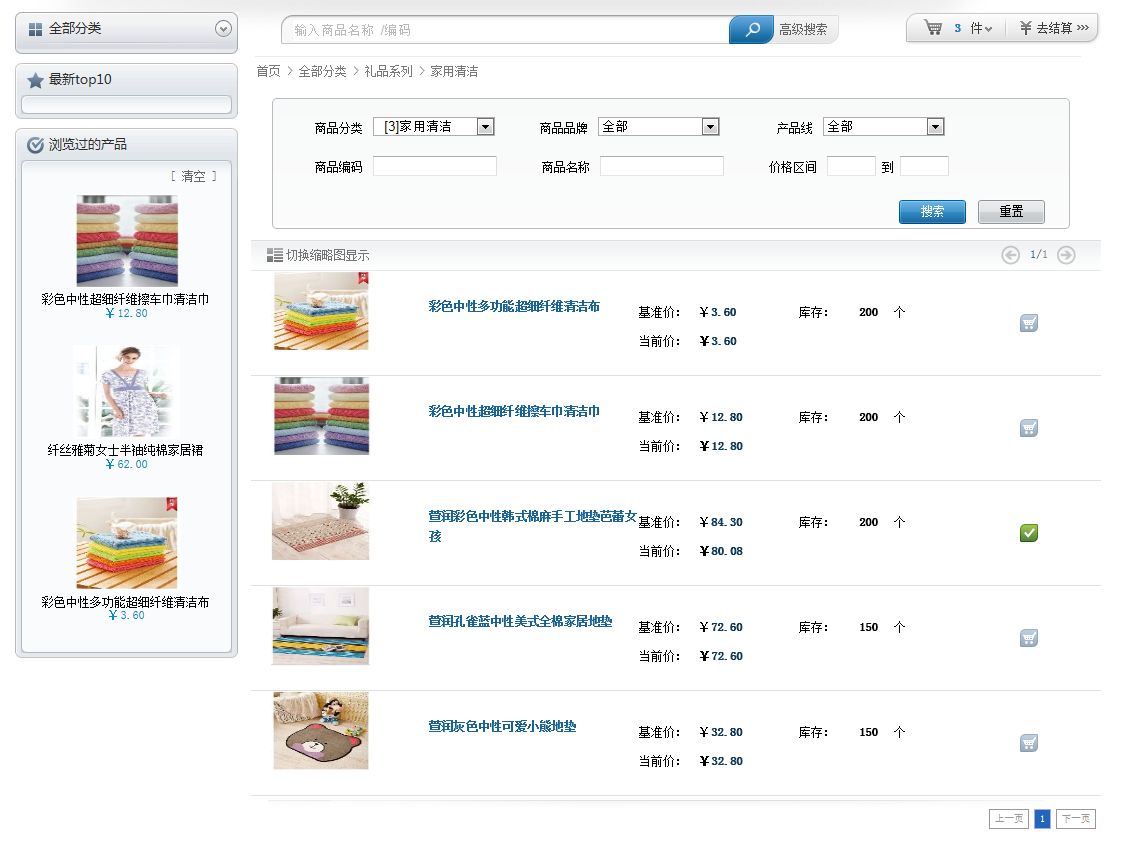 全部分类
输入商品名称 /编码
高级搜索
3 件
¥ 去结算 >>>
最新top10
首页 > 全部分类 > 礼品系列 > 家用清洁
浏览过的产品
[ 清空 ]
彩色中性超细纤维擦车巾清洁巾
¥ 12.80
纤丝雅菊女士半袖纯棉家居裙
¥ 62.00
彩色中性多功能超细纤维清洁布
¥ 3.60
商品分类 [3]家用清洁 商品品牌 全部 产品线 全部
商品编码 商品名称 价格区间 到
搜索 重置
切换缩略图显示 1/1
彩色中性多功能超细纤维清洁布
基准价: ¥ 3.60 库存: 200 个
当前价: ¥ 3.60
彩色中性超细纤维擦车巾清洁巾
基准价: ¥ 12.80 库存: 200 个
当前价: ¥ 12.80
萱润彩色中性韩式棉麻手工地垫芭蕾女
孩
基准价: ¥ 84.30 库存: 200 个
当前价: ¥ 80.08
萱润孔雀蓝中性美式全棉家居地垫
基准价: ¥ 72.60 库存: 150 个
当前价: ¥ 72.60
萱润灰色中性可爱小熊地垫
基准价: ¥ 32.80 库存: 150 个
当前价: ¥ 32.80
上一页 1 下一页